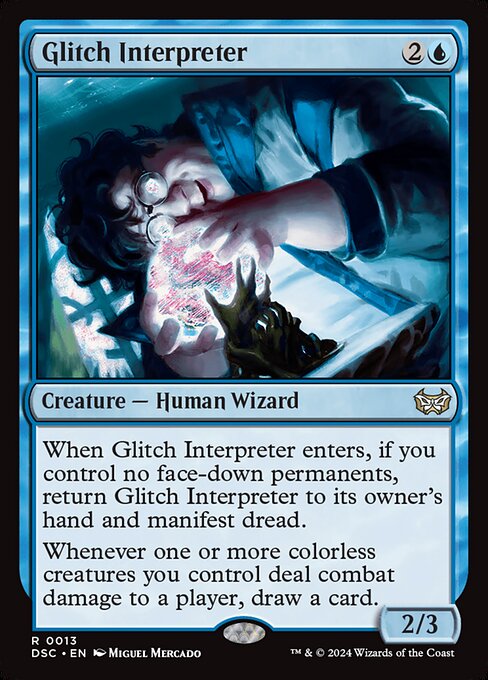 Glitch Interpreter 2
Creature — Human Wizard
When Glitch Interpreter enters, if you
control no face-down permanents,
return Glitch Interpreter to its owner's
hand and manifest dread.
Whenever one or more colorless
creatures you control deal combat
damage to a player, draw a card.
2/3
R 0013
DSC • EN Miguel Mercado
™ & © 2024 Wizards of the Coast